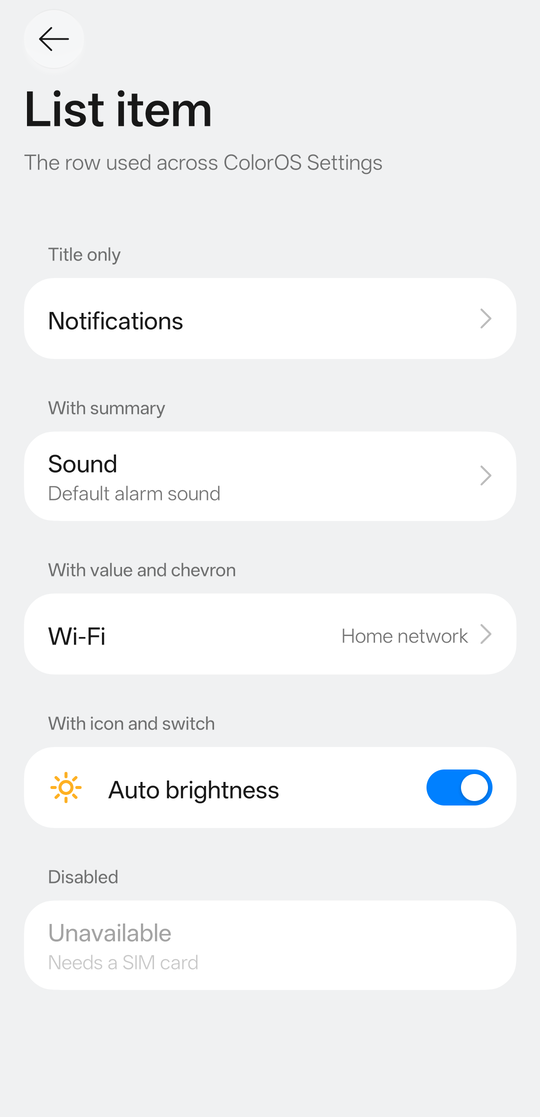 List item
The row used across ColorOS Settings
Title only
Notifications
With summary
Sound
Default alarm sound
With value and chevron
Wi-Fi
Home network
With icon and switch
Auto brightness
Disabled
Unavailable
Needs a SIM card